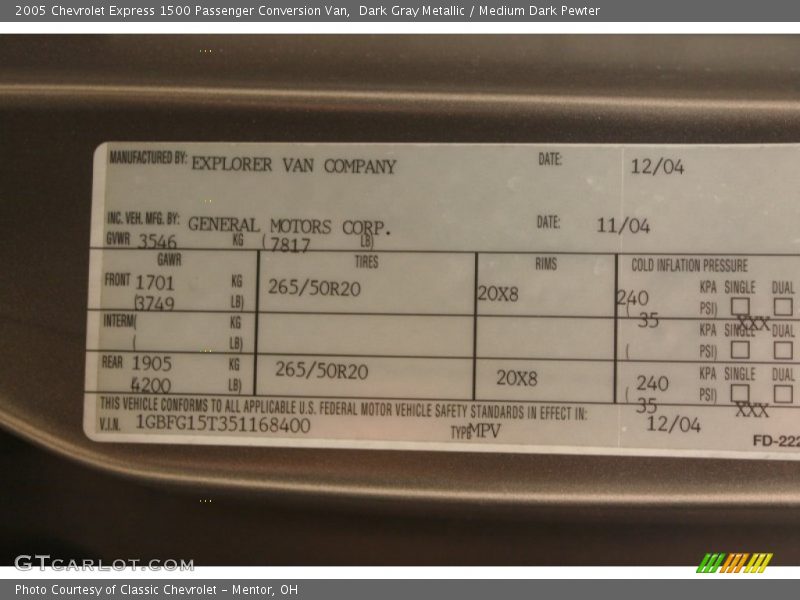 2005 Chevrolet Express 1500 Passenger Conversion Van,  Dark Gray Metallic / Medium Dark Pewter
MANUFACTURED BY: EXPLORER VAN COMPANY DATE: 12/04
INC. VEH. MFG. BY: GENERAL MOTORS CORP. DATE: 11/04
GVWR 3546 KG (7817 LB)
GAWR TIRES RIMS COLD INFLATION PRESSURE
FRONT 1701 KG 265/50R20 20X8 240 KPA SINGLE DUAL
(3749 LB) ( 35 PSI)
XXX
INTERM( KG KPA SINGLE DUAL
( LB) ( PSI)
REAR 1905 KG 265/50R20 20X8 240 KPA SINGLE DUAL
4200 LB) ( 35 PSI)
XXX
THIS VEHICLE CONFORMS TO ALL APPLICABLE U.S. FEDERAL MOTOR VEHICLE SAFETY STANDARDS IN EFFECT IN: 12/04
V.I.N. 1GBFG15T351168400 TYPE MPV
FD-222
GTCARLOT.COM
Photo Courtesy of Classic Chevrolet - Mentor, OH